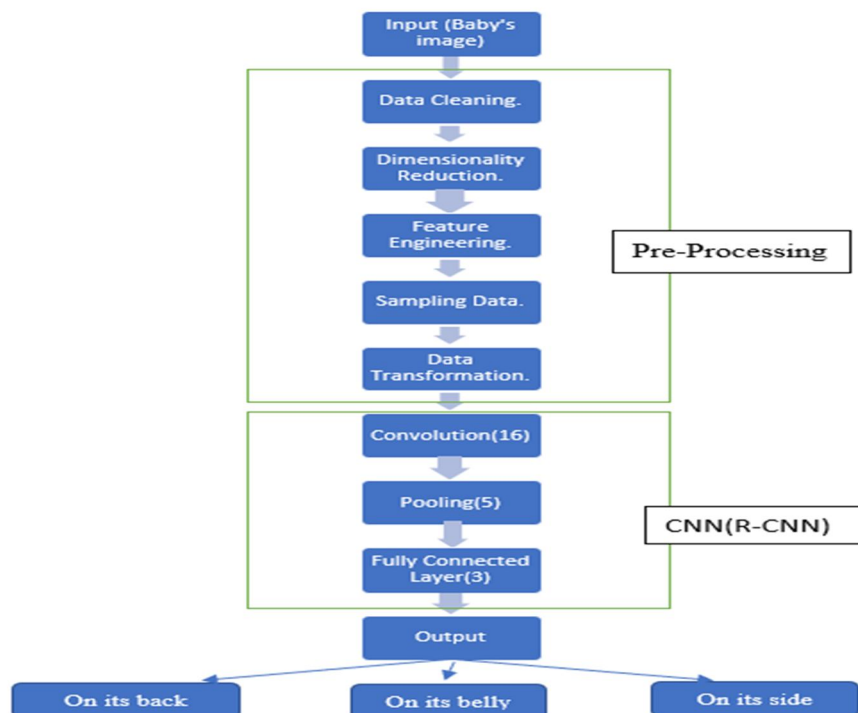 Input (Baby's
image)
Data Cleaning.
Dimensionality
Reduction.
Feature
Engineering.
Pre-Processing
Sampling Data.
Data
Transformation.
Convolution(16)
Pooling(5)
CNN(R-CNN)
Fully Connected
Layer(3)
Output
On its back
On its belly
On its side